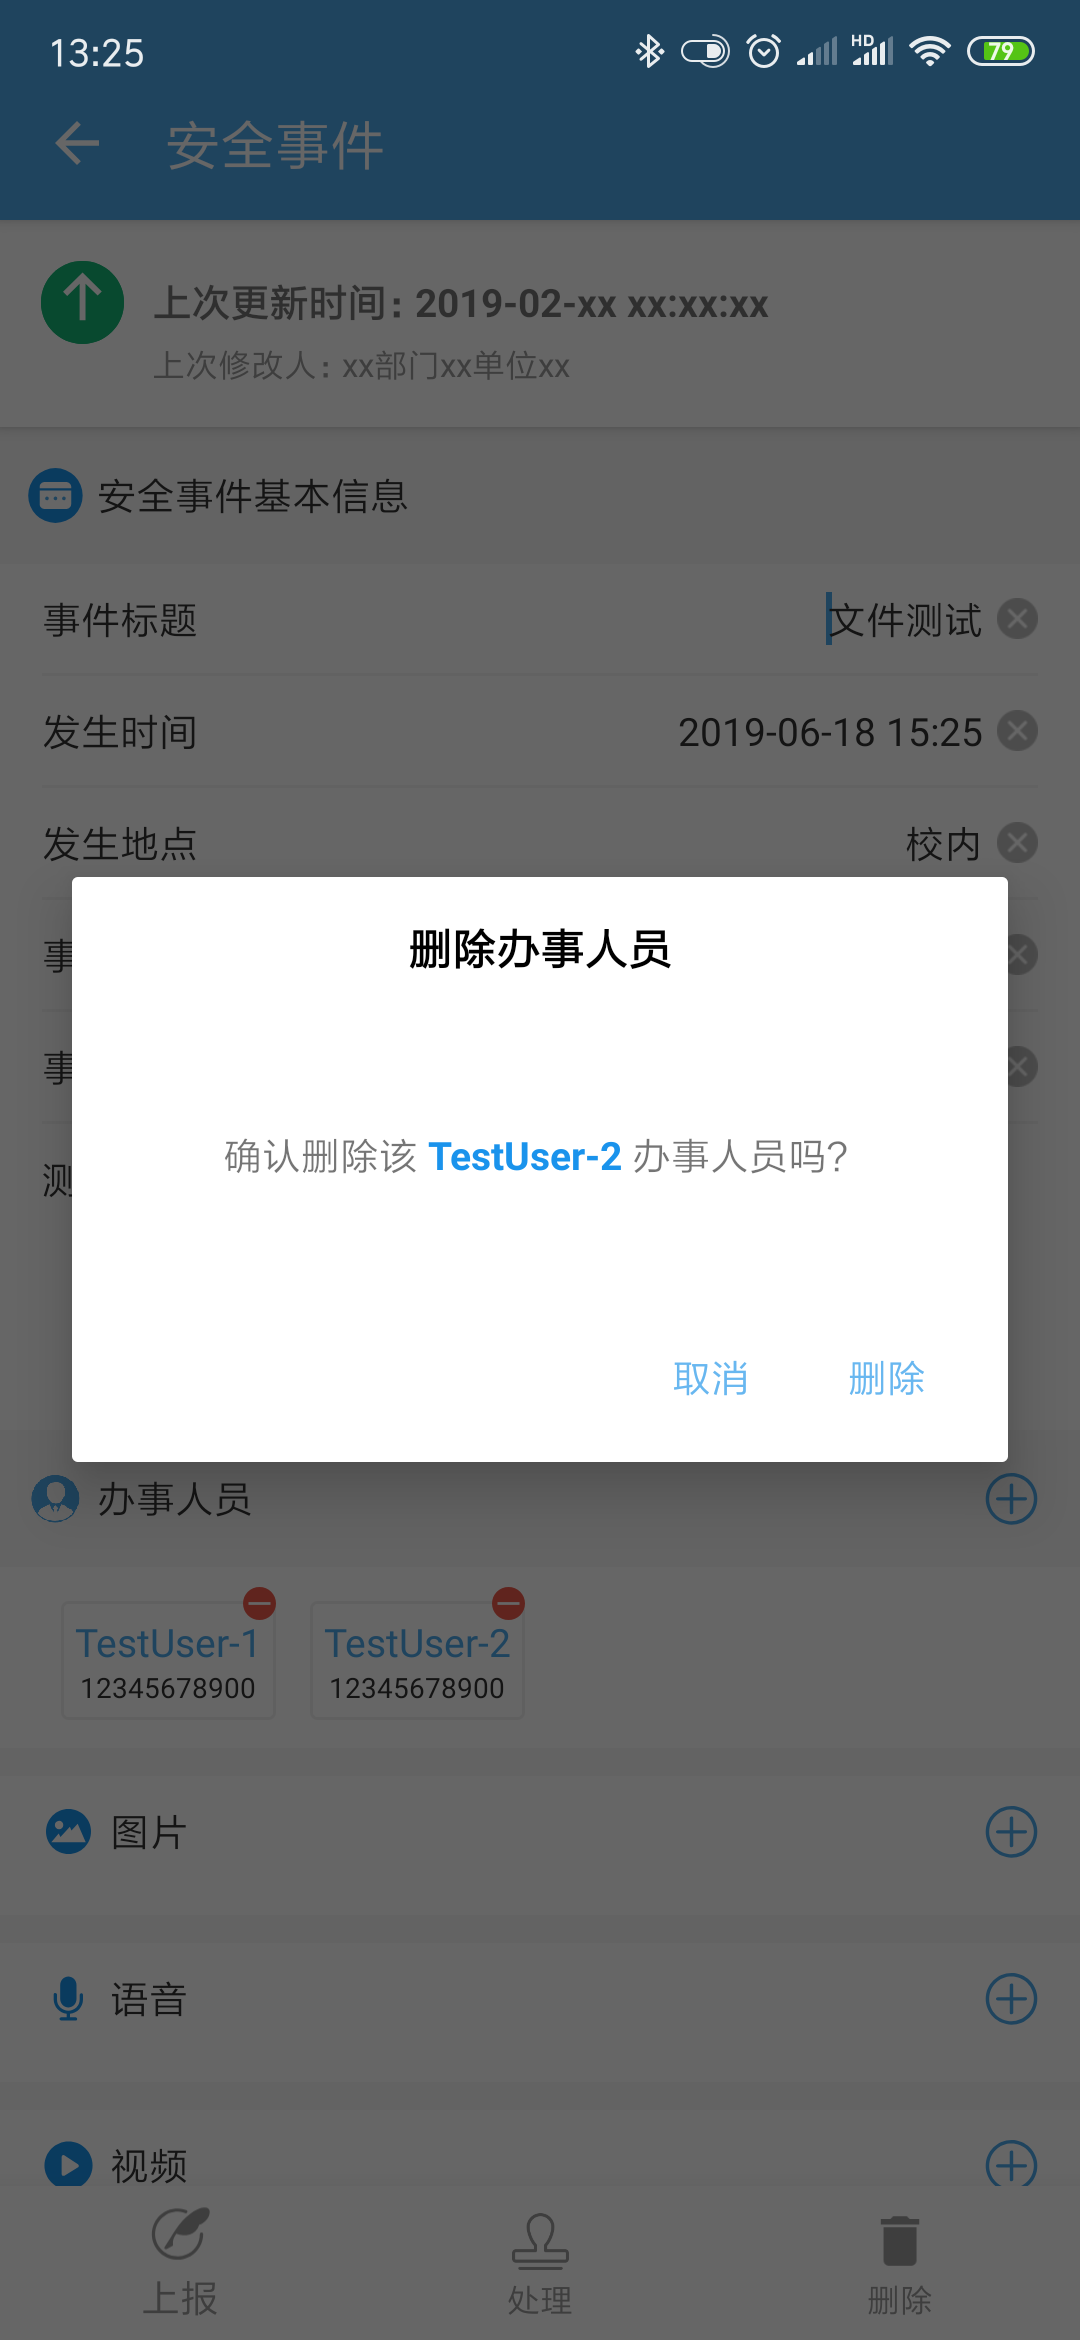 13:25 HD 79
安全事件
上次更新时间: 2019-02-xx xx:xx:xx
上次修改人: xx部门xx单位xx
安全事件基本信息
事件标题 文件测试
发生时间 2019-06-18 15:25
发生地点 校内
删除办事人员
事
事
确认删除该 TestUser-2 办事人员吗?
测
取消 删除
办事人员
TestUser-1 TestUser-2
12345678900 12345678900
图片
语音
视频
上报 处理 删除